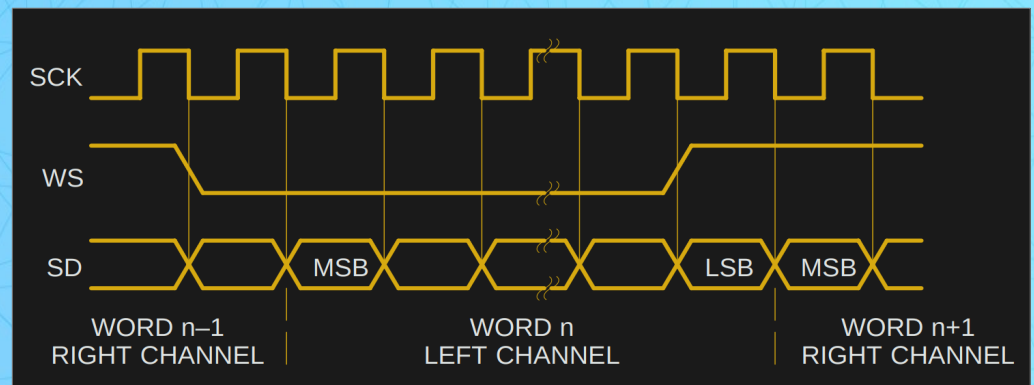 SCK
WS
SD
MSB
LSB
MSB
WORD n–1
RIGHT CHANNEL
WORD n
LEFT CHANNEL
WORD n+1
RIGHT CHANNEL